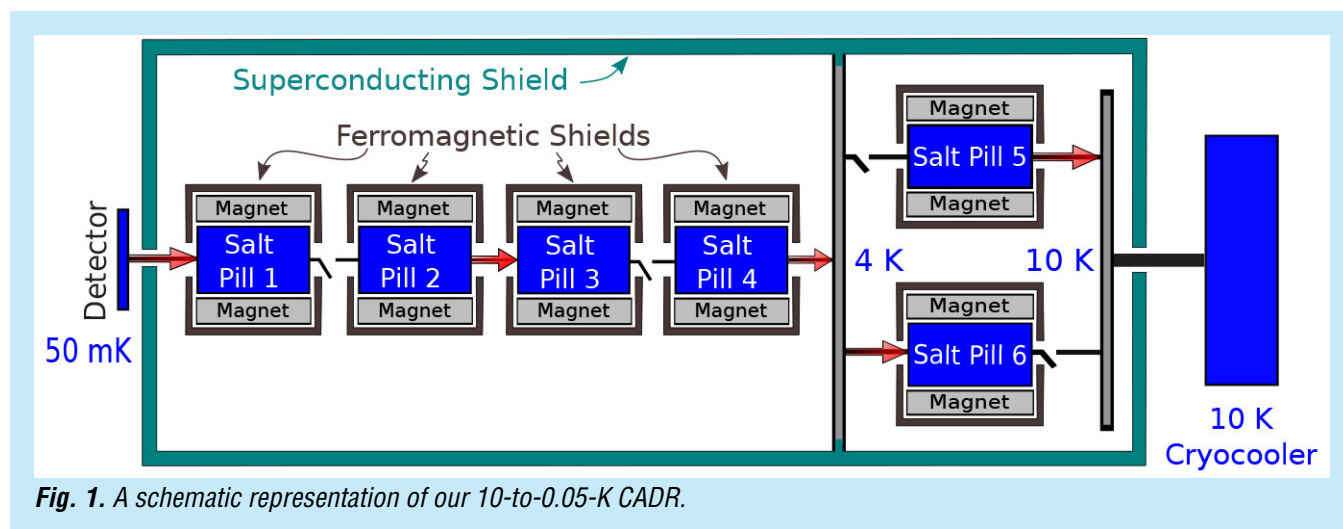 Superconducting Shield
Ferromagnetic Shields
Detector
50 mK
Magnet
Salt
Pill 1
Magnet
Magnet
Salt
Pill 2
Magnet
Magnet
Salt
Pill 3
Magnet
Magnet
Salt
Pill 4
Magnet
4 K
10 K
Magnet
Salt Pill 5
Magnet
Magnet
Salt Pill 6
Magnet
10 K
Cryocooler
Fig. 1. A schematic representation of our 10-to-0.05-K CADR.